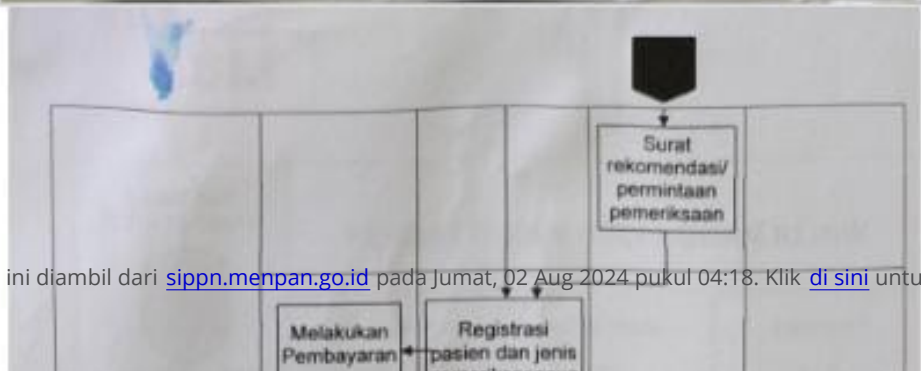 Surat
rekomendasi/
permintaan
pemeriksaan
ini diambil dari sippn.menpan.go.id pada Jumat, 02 Aug 2024 pukul 04:18. Klik di sini untu
Melakukan
Pembayaran
Registrasi
pasien dan jenis